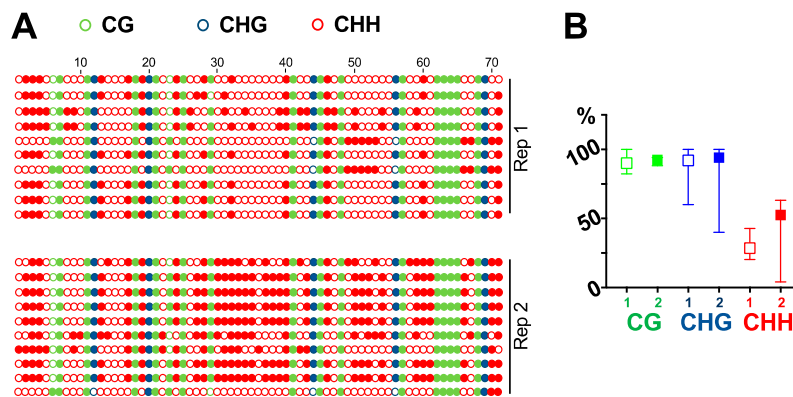 A CG CHG CHH
10 20 30 40 50 60 70
Rep 1
Rep 2
B
%
100
50
0
1 2 1 2 1 2
CG CHG CHH